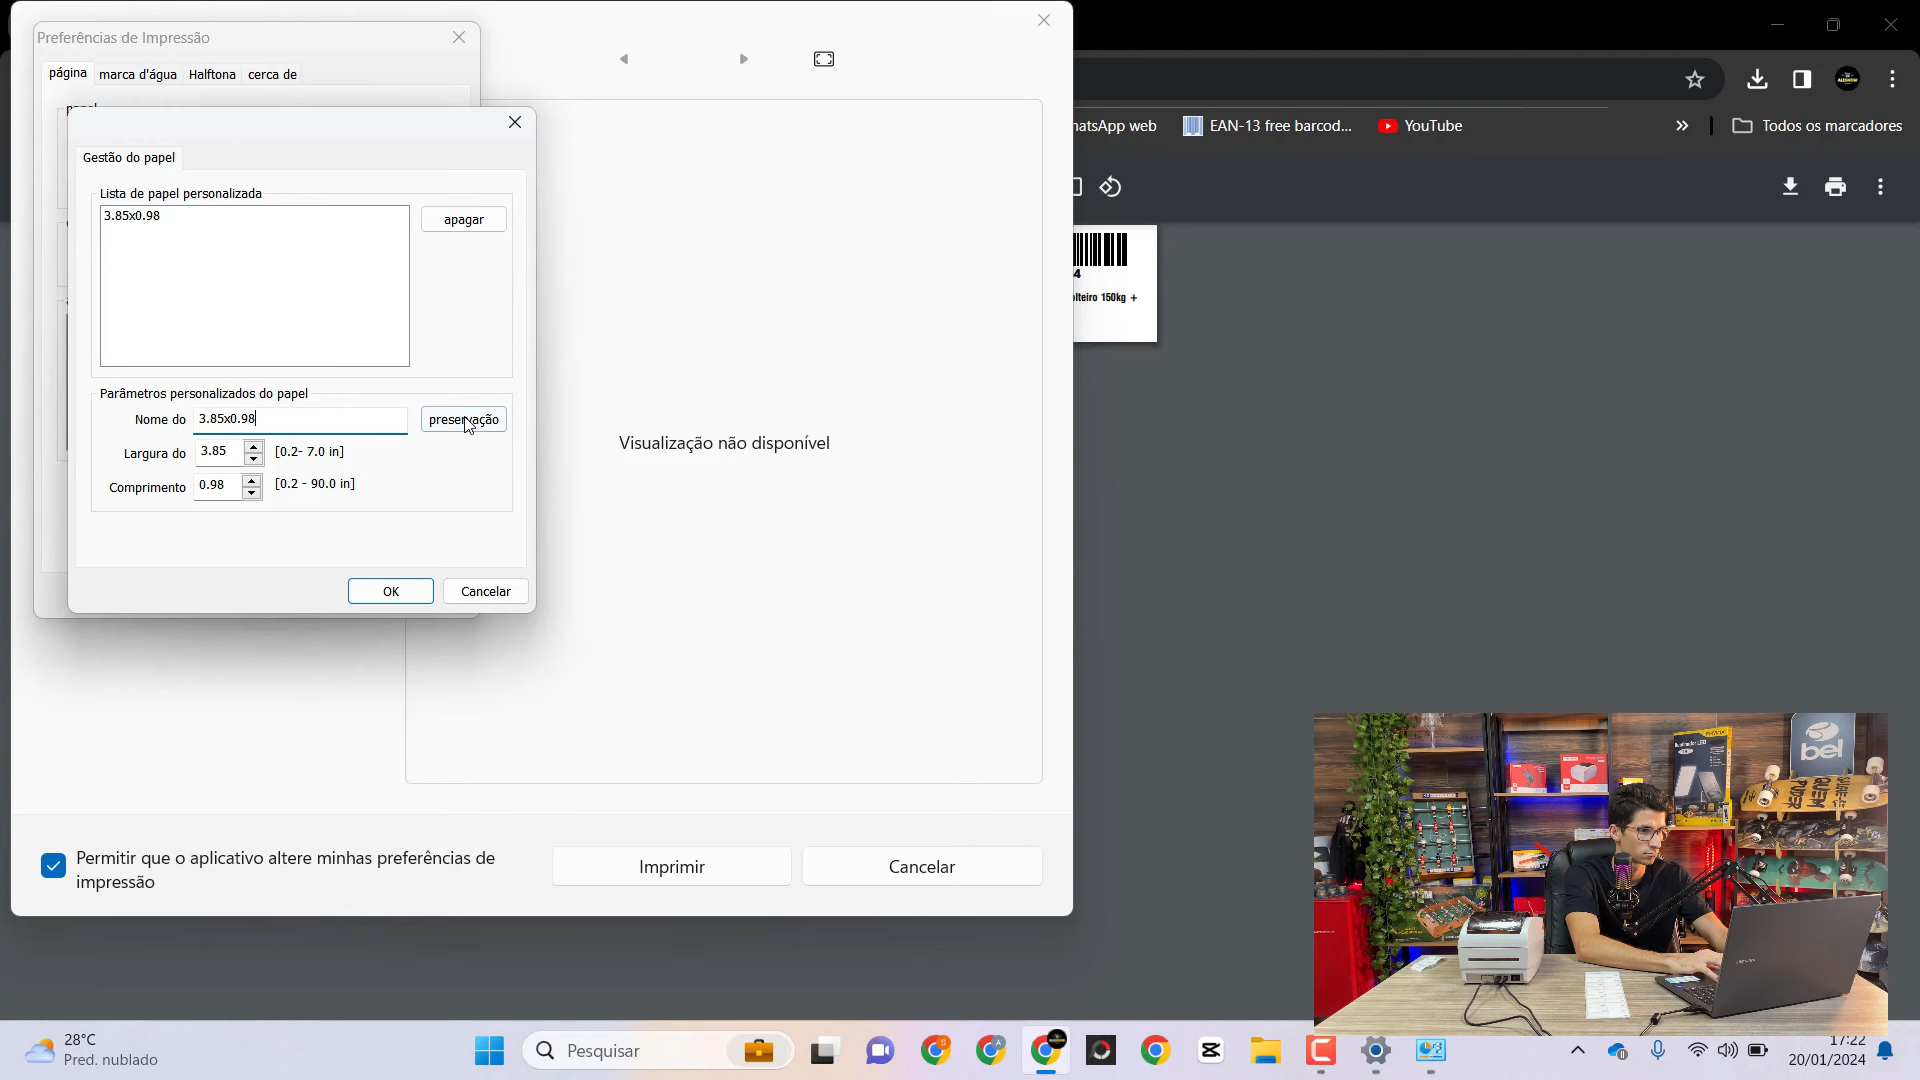 Preferências de Impressão
página
marca d'água
Halftona
cerca de
Gestão do papel
Lista de papel personalizada
3.85x0.98
apagar
Parâmetros personalizados do papel
Nome do
3.85x0.98
preservação
Largura do
3.85
[0.2- 7.0 in]
Comprimento
0.98
[0.2 - 90.0 in]
OK
Cancelar
Visualização não disponível
Permitir que o aplicativo altere minhas preferências de
impressão
Imprimir
Cancelar
hatsApp web
EAN-13 free barcod...
YouTube
Todos os marcadores
4
olteiro 150kg +
bel
28°C
Pred. nublado
Pesquisar
17:22
20/01/2024